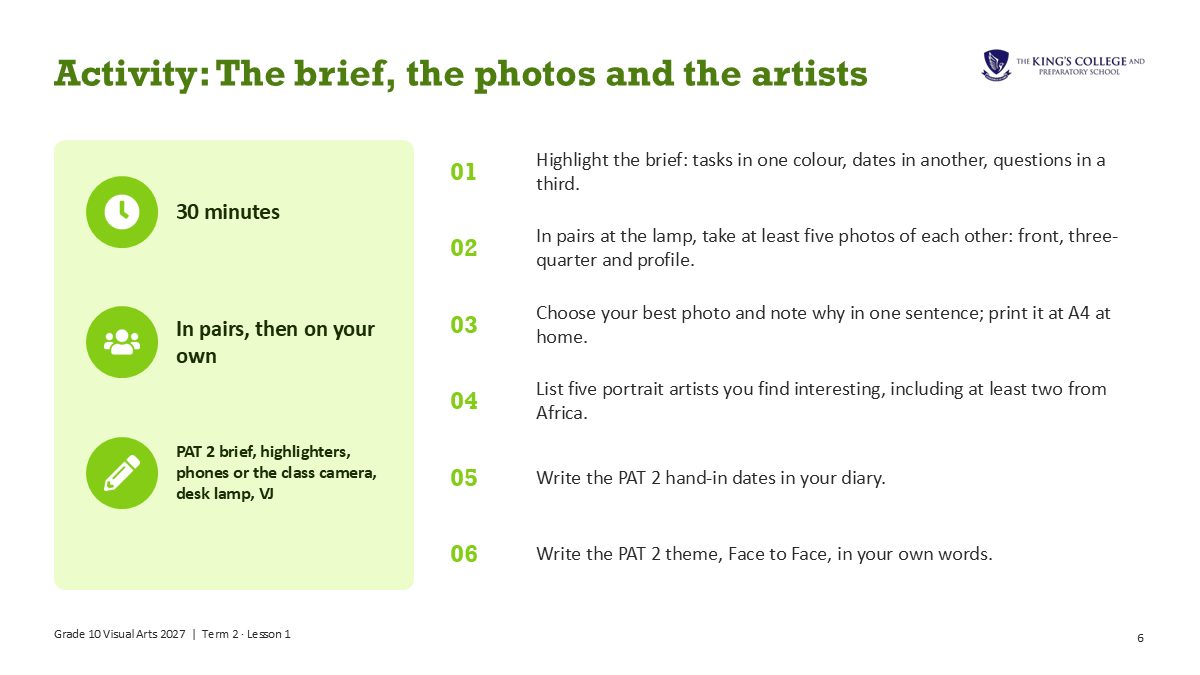 Activity: The brief, the photos and the artists
THE KING'S COLLEGE AND
PREPARATORY SCHOOL
30 minutes
In pairs, then on your
own
PAT 2 brief, highlighters,
phones or the class camera,
desk lamp, VJ
01
Highlight the brief: tasks in one colour, dates in another, questions in a
third.
02
In pairs at the lamp, take at least five photos of each other: front, three-
quarter and profile.
03
Choose your best photo and note why in one sentence; print it at A4 at
home.
04
List five portrait artists you find interesting, including at least two from
Africa.
05
Write the PAT 2 hand-in dates in your diary.
06
Write the PAT 2 theme, Face to Face, in your own words.
Grade 10 Visual Arts 2027 | Term 2 · Lesson 1
6